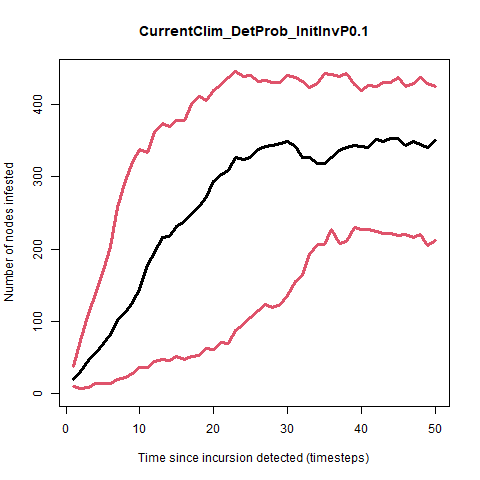 CurrentClim_DetProb_InitInvP0.1
Number of nodes infested
400
300
200
100
0
0 10 20 30 40 50
Time since incursion detected (timesteps)